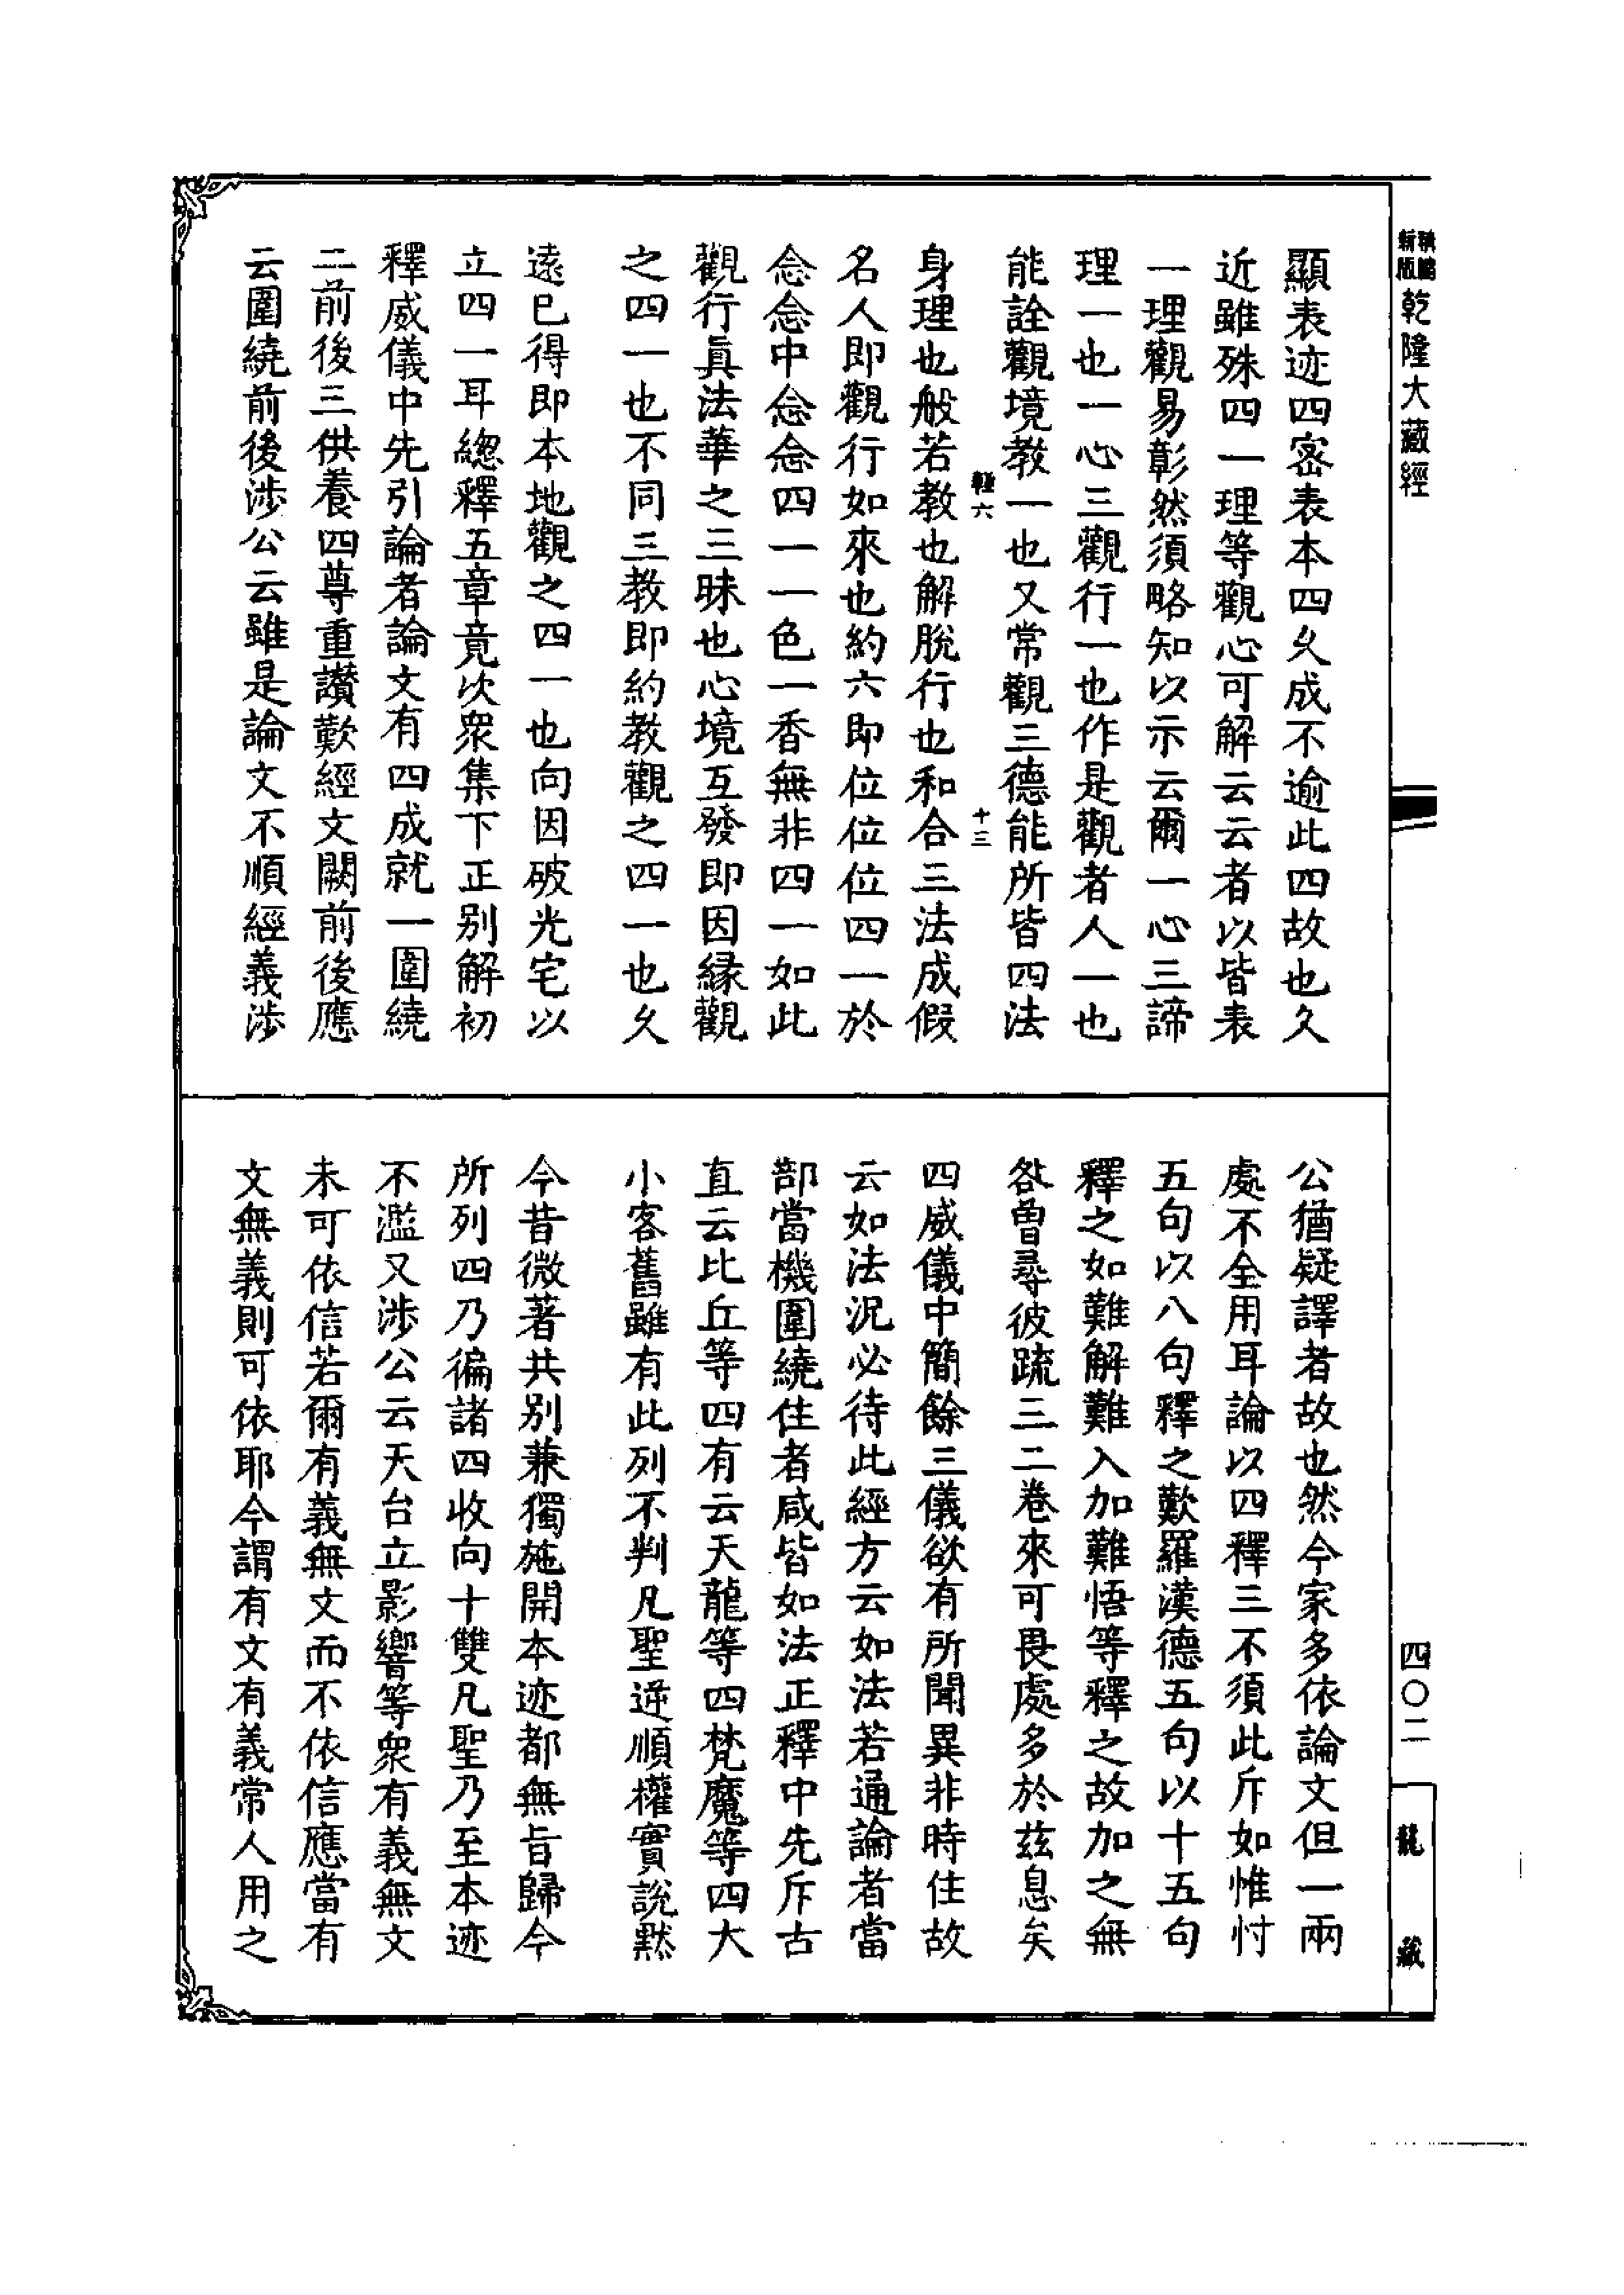 乾隆大藏經
顯表迹四密表本四久成不逾此四故也久
近雖殊四一理等觀心可解云云者以皆表
一理觀易彰然須略知以示云爾一心三諦
理一也一心三觀行一也作是觀者人一也
能詮觀境教一也又常觀三德能所皆四法
六
十三
身理也般若教也解脫行也和合三法成假
名人即觀行如來也約六即位位位四一於
念念中念念四一一色一香無非四一如此
觀行眞法華之三昧也心境互發即因緣觀
之四一也不同三教即約教觀之四一也久
遠已得即本地觀之四一也向因破光宅以
立四一耳總釋五章竟次衆集下正别解初
釋威儀中先引論者論文有四成就一圍繞
二前後三供養四尊重讚歎經文闕前後應
云圍繞前後涉公云雖是論文不順經義涉
公猶疑譯者故也然今家多依論文但一兩
處不全用耳論以四釋三不須此斥如惟忖
五句以八句釋之歎羅漢德五句以十五句
釋之如難解難入加難悟等釋之故加之無
咎曾尋彼疏三二卷來可畏處多於茲息矣
四威儀中簡餘三儀欲有所聞異非時住故
云如法況必待此經方云如法若通論者當
部當機圍繞住者咸皆如法正釋中先斥古
直云比丘等四有云天龍等四梵魔等四大
小客舊雖有此列不判凡聖逆順權實說默
今昔微著共别兼獨施開本迹都無旨歸今
所列四乃徧諸四收向十雙凡聖乃至本迹
不濫又涉公云天台立影響等衆有義無文
未可依信若爾有義無文而不依信應當有
文無義則可依耶今謂有文有義常人用之
四〇二
龍藏